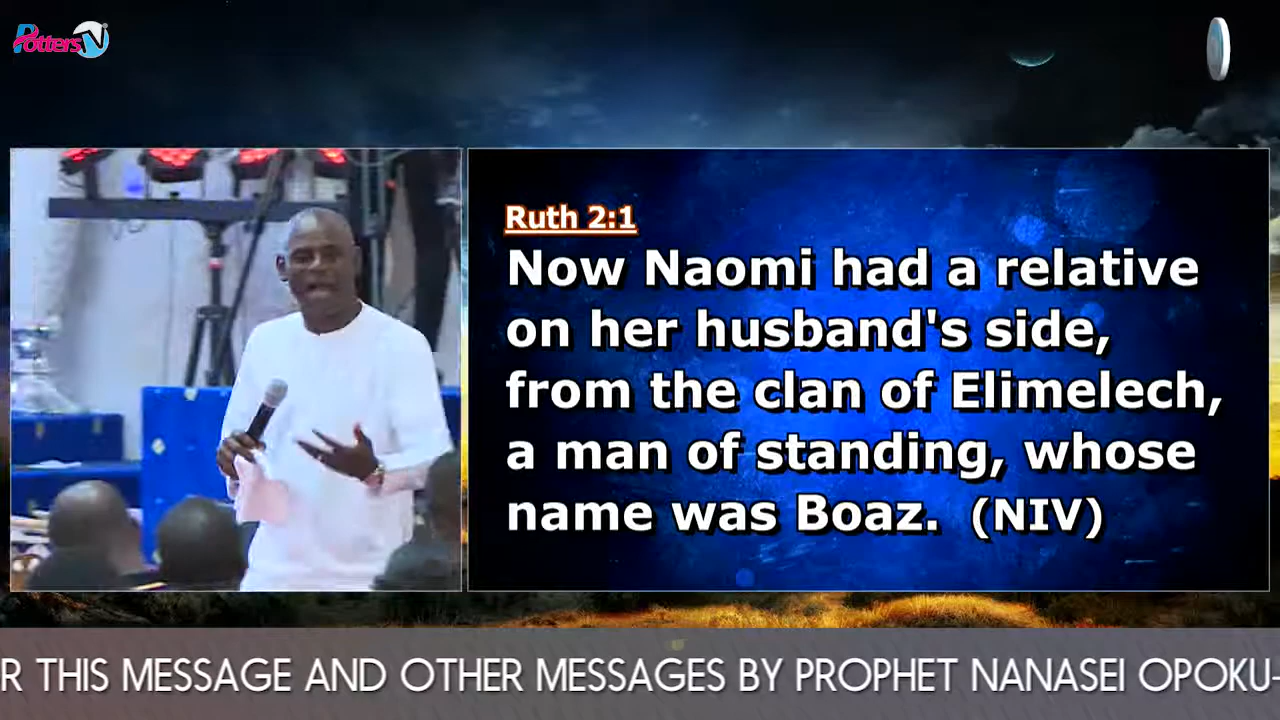 PottersTV
Ruth 2:1
Now Naomi had a relative
on her husband's side,
from the clan of Elimelech,
a man of standing, whose
name was Boaz. (NIV)
R THIS MESSAGE AND OTHER MESSAGES BY PROPHET NANASEI OPOKU-